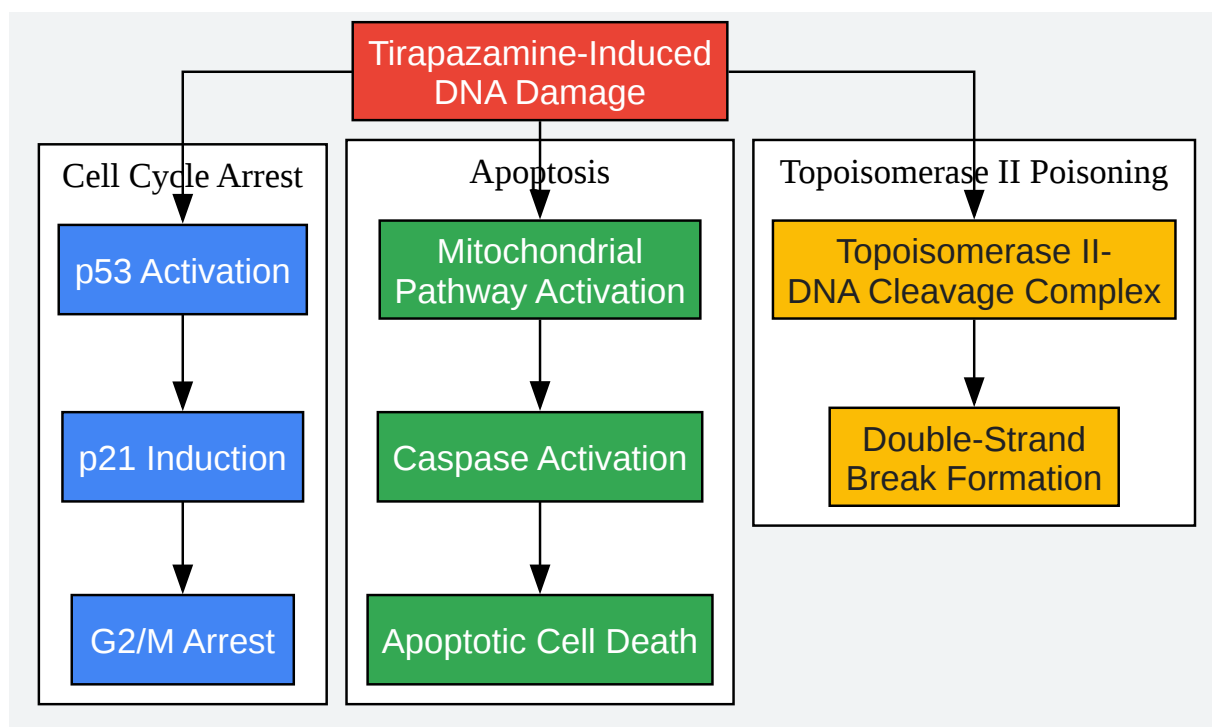 Tirapazamine-Induced
DNA Damage
Cell Cycle Arrest
p53 Activation
p21 Induction
G2/M Arrest
Apoptosis
Mitochondrial
Pathway Activation
Caspase Activation
Apoptotic Cell Death
Topoisomerase II Poisoning
Topoisomerase II-
DNA Cleavage Complex
Double-Strand
Break Formation